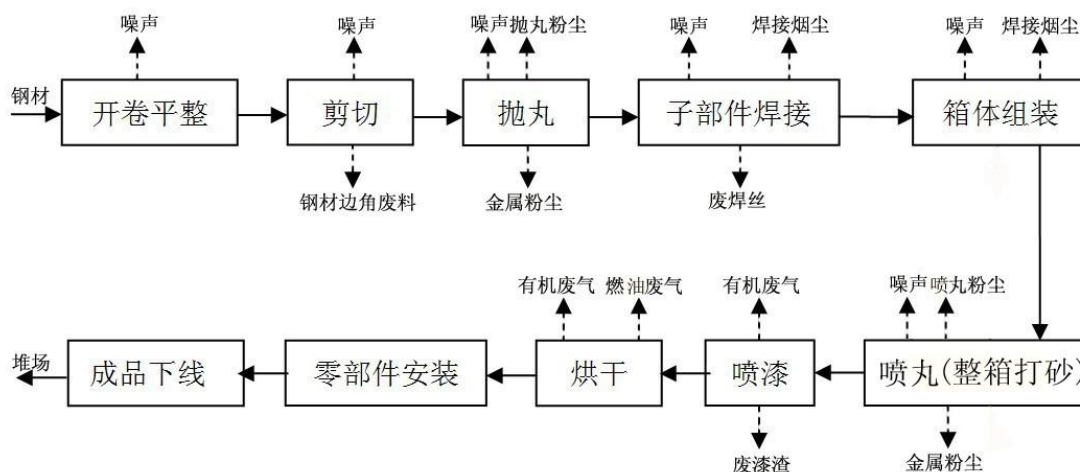 噪声 噪声 噪声 抛丸粉尘 噪声 焊接烟尘 噪声 焊接烟尘
钢材 开卷平整 剪切 抛丸 子部件焊接 箱体组装
钢材边角废料 金属粉尘 废焊丝
有机废气 燃油废气 有机废气 噪声 喷丸粉尘
堆场 成品下线 零部件安装 烘干 喷漆 喷丸(整箱打砂)
废漆渣 金属粉尘